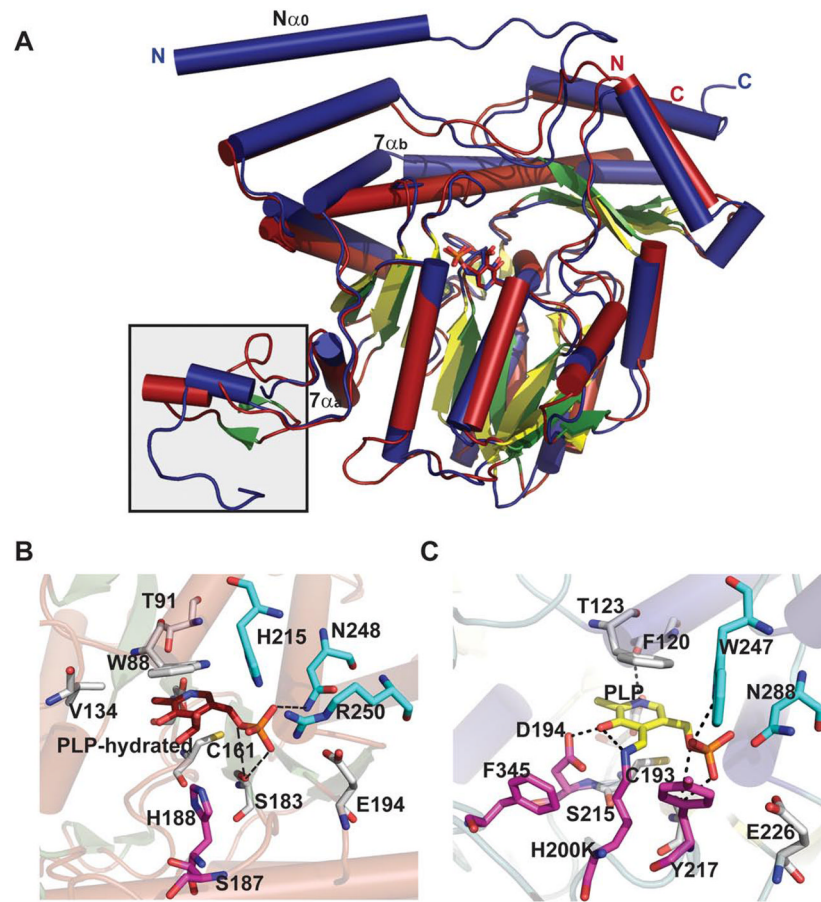 A
Nα0
N
N
C
C
7αb
7αa
B
T91
H215
N248
W88
V134
R250
PLP-hydrated
C161
S183
E194
H188
S187
C
T123
F120
W247
PLP
N288
D194
F345
C193
S215
E226
H200K
Y217